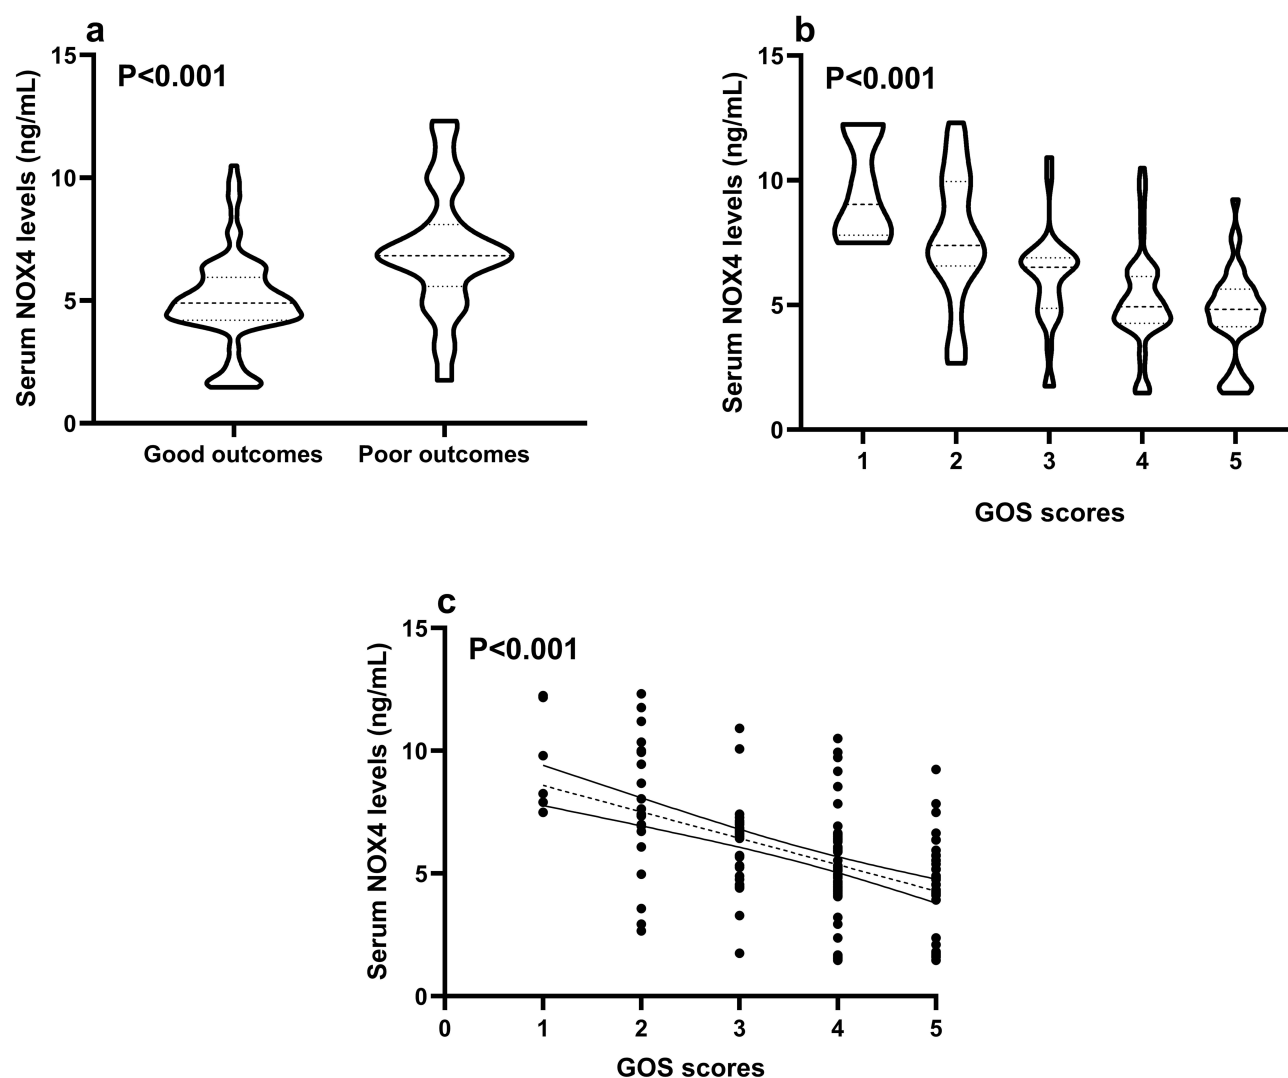 a
15
P<0.001
10
5
0
Serum NOX4 levels (ng/mL)
Good outcomes Poor outcomes
b
15
P<0.001
10
5
0
Serum NOX4 levels (ng/mL)
1 2 3 4 5
GOS scores
c
15
P<0.001
10
5
0
Serum NOX4 levels (ng/mL)
0 1 2 3 4 5
GOS scores